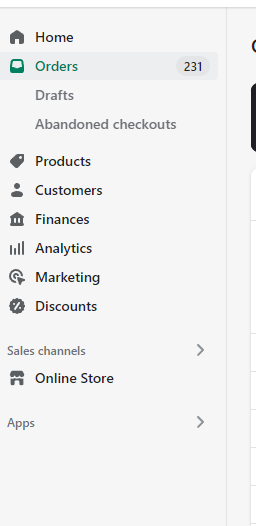 Home
Orders 231
Drafts
Abandoned checkouts
Products
Customers
Finances
Analytics
Marketing
Discounts
Sales channels
Online Store
Apps